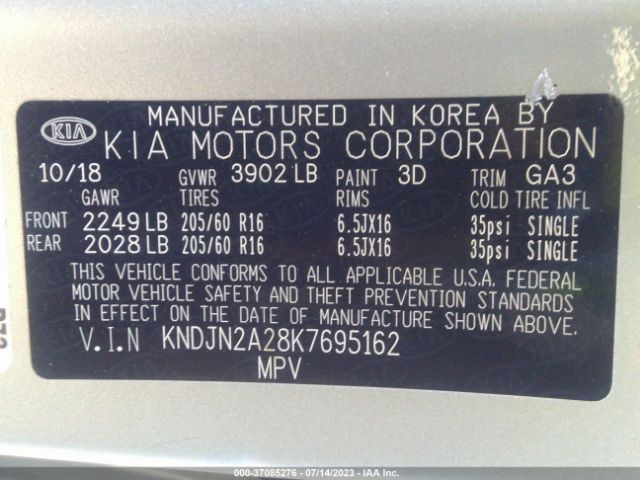 MANUFACTURED IN KOREA BY
KIA KIA MOTORS CORPORATION
10/18 GVWR 3902 LB PAINT 3D TRIM GA3
GAWR TIRES RIMS COLD TIRE INFL
FRONT 2249 LB 205/60 R16 6.5JX16 35psi SINGLE
REAR 2028 LB 205/60 R16 6.5JX16 35psi SINGLE
THIS VEHICLE CONFORMS TO ALL APPLICABLE U.S.A. FEDERAL
MOTOR VEHICLE SAFETY AND THEFT PREVENTION STANDARDS
IN EFFECT ON THE DATE OF MANUFACTURE SHOWN ABOVE.
V.I.N KNDJN2A28K7695162
MPV
000-37085276 - 07/14/2023 - IAA Inc.